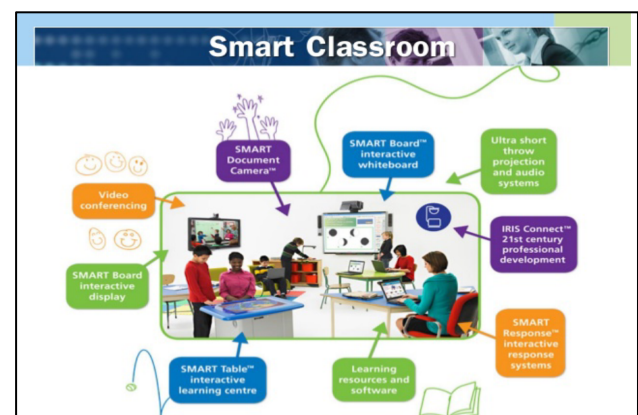 Smart Classroom
SMART
Document
Camera™
SMART Board™
interactive
whiteboard
Ultra short
throw
projection
and audio
systems
Video
conferencing
IRIS Connect™
21st century
professional
development
SMART Board
interactive
display
SMART
Response™
interactive
response
systems
SMART Table™
interactive
learning centre
Learning
resources and
software